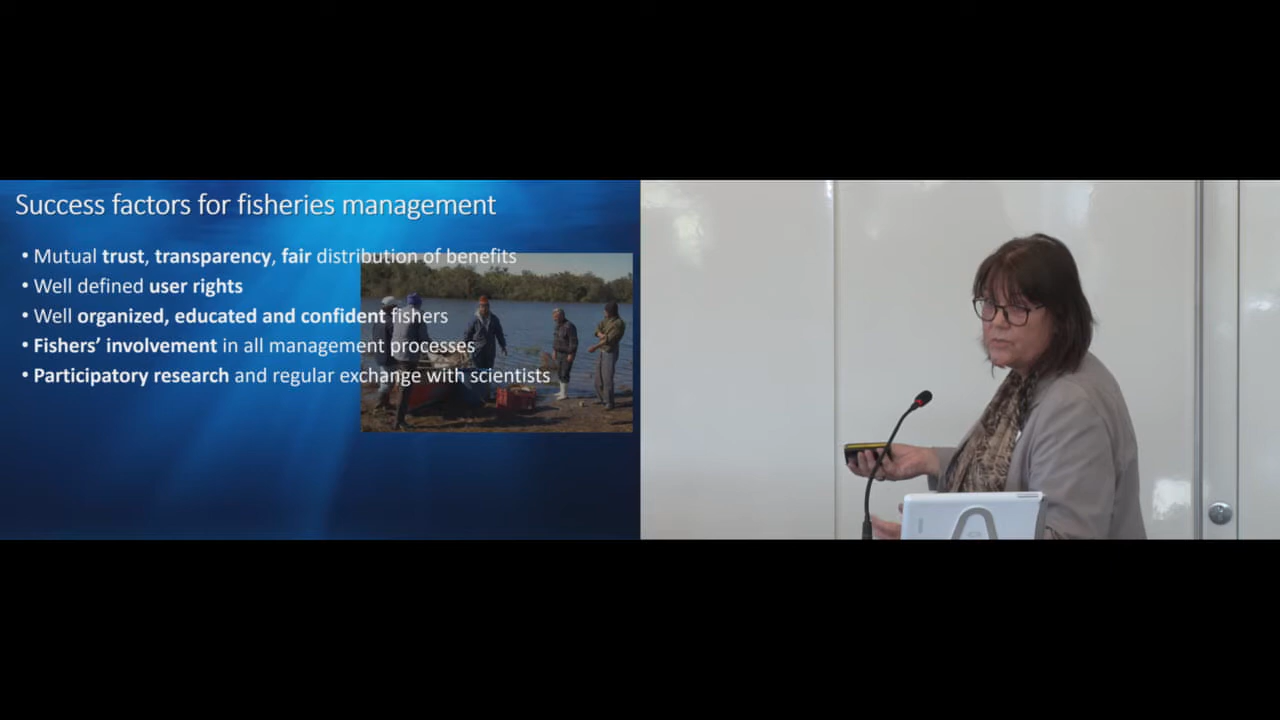 Success factors for fisheries management
• Mutual trust, transparency, fair distribution of benefits
• Well defined user rights
• Well organized, educated and confident fishers
• Fishers’ involvement in all management processes
• Participatory research and regular exchange with scientists